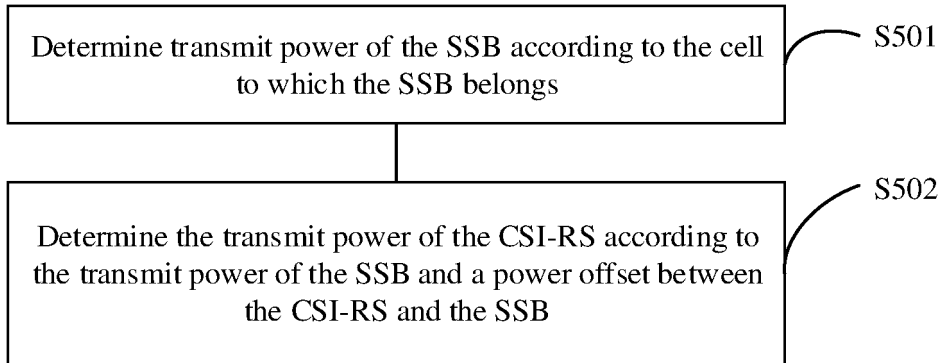 Determine transmit power of the SSB according to the cell
to which the SSB belongs
S501
Determine the transmit power of the CSI-RS according to
the transmit power of the SSB and a power offset between
the CSI-RS and the SSB
S502